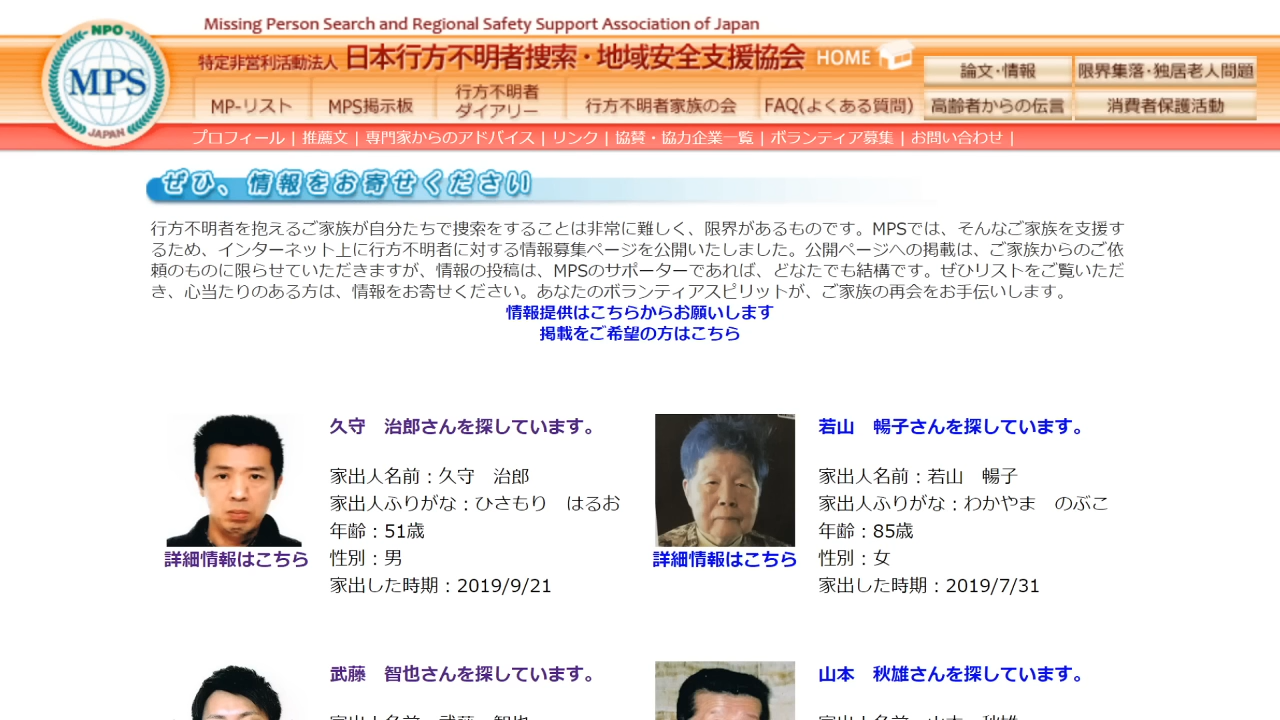 Missing Person Search and Regional Safety Support Association of Japan
NPO
MPS
JAPAN
特定非営利活動法人 日本行方不明者捜索・地域安全支援協会 HOME
論文・情報 限界集落・独居老人問題
MP-リスト MPS掲示板 行方不明者ダイアリー 行方不明者家族の会 FAQ(よくある質問) 高齢者からの伝言 消費者保護活動
プロフィール | 推薦文 | 専門家からのアドバイス | リンク | 協賛・協力企業一覧 | ボランティア募集 | お問い合わせ |
ぜひ、情報をお寄せください
行方不明者を抱えるご家族が自分たちで捜索をすることは非常に難しく、限界があるものです。MPSでは、そんなご家族を支援す
るため、インターネット上に行方不明者に対する情報募集ページを公開いたしました。公開ページへの掲載は、ご家族からのご依
頼のものに限らせていただきますが、情報の投稿は、MPSのサポーターであれば、どなたでも結構です。ぜひリストをご覧いただ
き、心当たりのある方は、情報をお寄せください。あなたのボランティアスピリットが、ご家族の再会をお手伝いします。
情報提供はこちらからお願いします
掲載をご希望の方はこちら
久守　治郎さんを探しています。
家出人名前：久守　治郎
家出人ふりがな：ひさもり　はるお
年齢：51歳
性別：男
家出した時期：2019/9/21
詳細情報はこちら
若山　暢子さんを探しています。
家出人名前：若山　暢子
家出人ふりがな：わかやま　のぶこ
年齢：85歳
性別：女
家出した時期：2019/7/31
詳細情報はこちら
武藤　智也さんを探しています。
家出人名前：武藤　智也
山本　秋雄さんを探しています。
家出人名前：山本　秋雄